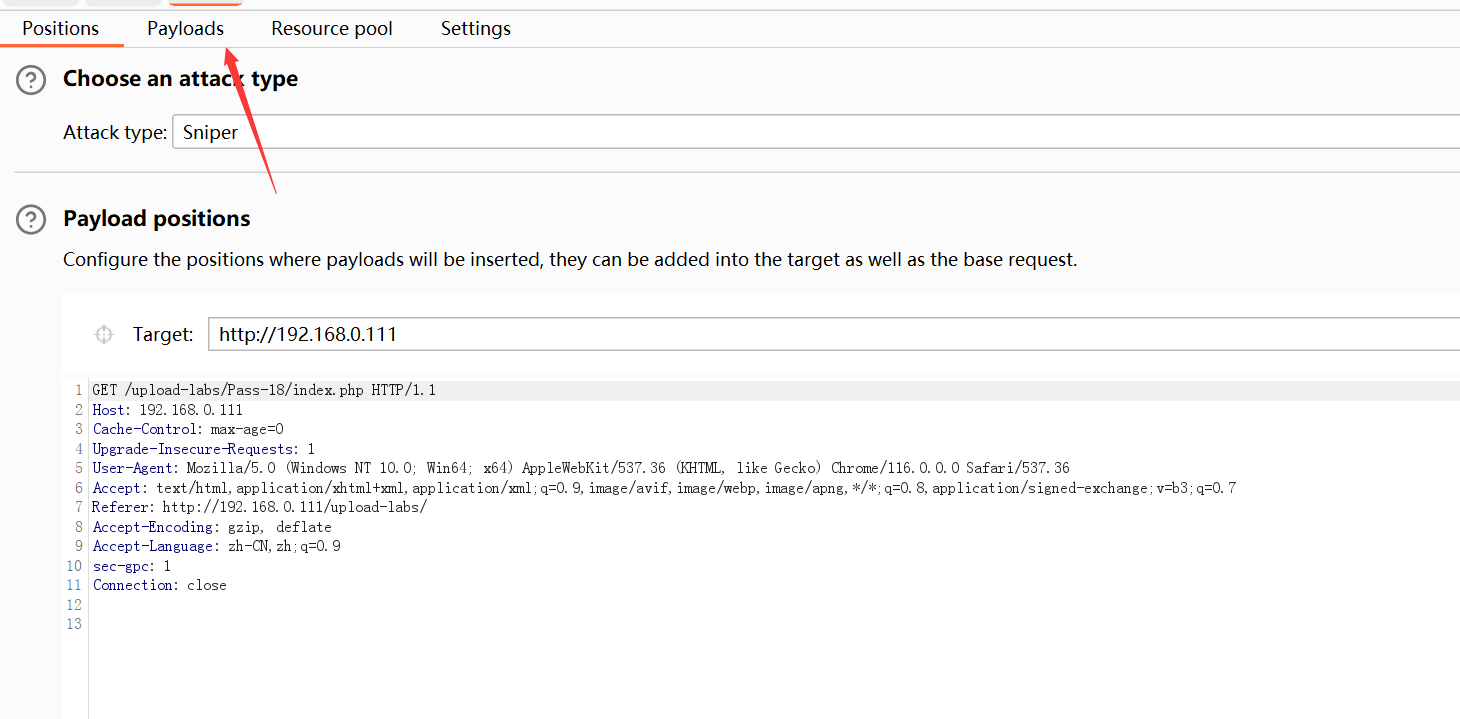 Positions Payloads Resource pool Settings
? Choose an attack type
Attack type: Sniper
? Payload positions
Configure the positions where payloads will be inserted, they can be added into the target as well as the base request.
Target: http://192.168.0.111
1 GET /upload-labs/Pass-18/index.php HTTP/1.1
2 Host: 192.168.0.111
3 Cache-Control: max-age=0
4 Upgrade-Insecure-Requests: 1
5 User-Agent: Mozilla/5.0 (Windows NT 10.0; Win64; x64) AppleWebKit/537.36 (KHTML, like Gecko) Chrome/116.0.0.0 Safari/537.36
6 Accept: text/html,application/xhtml+xml,application/xml;q=0.9,image/avif,image/webp,image/apng,*/*;q=0.8,application/signed-exchange;v=b3;q=0.7
7 Referer: http://192.168.0.111/upload-labs/
8 Accept-Encoding: gzip, deflate
9 Accept-Language: zh-CN,zh;q=0.9
10 sec-gpc: 1
11 Connection: close
12
13